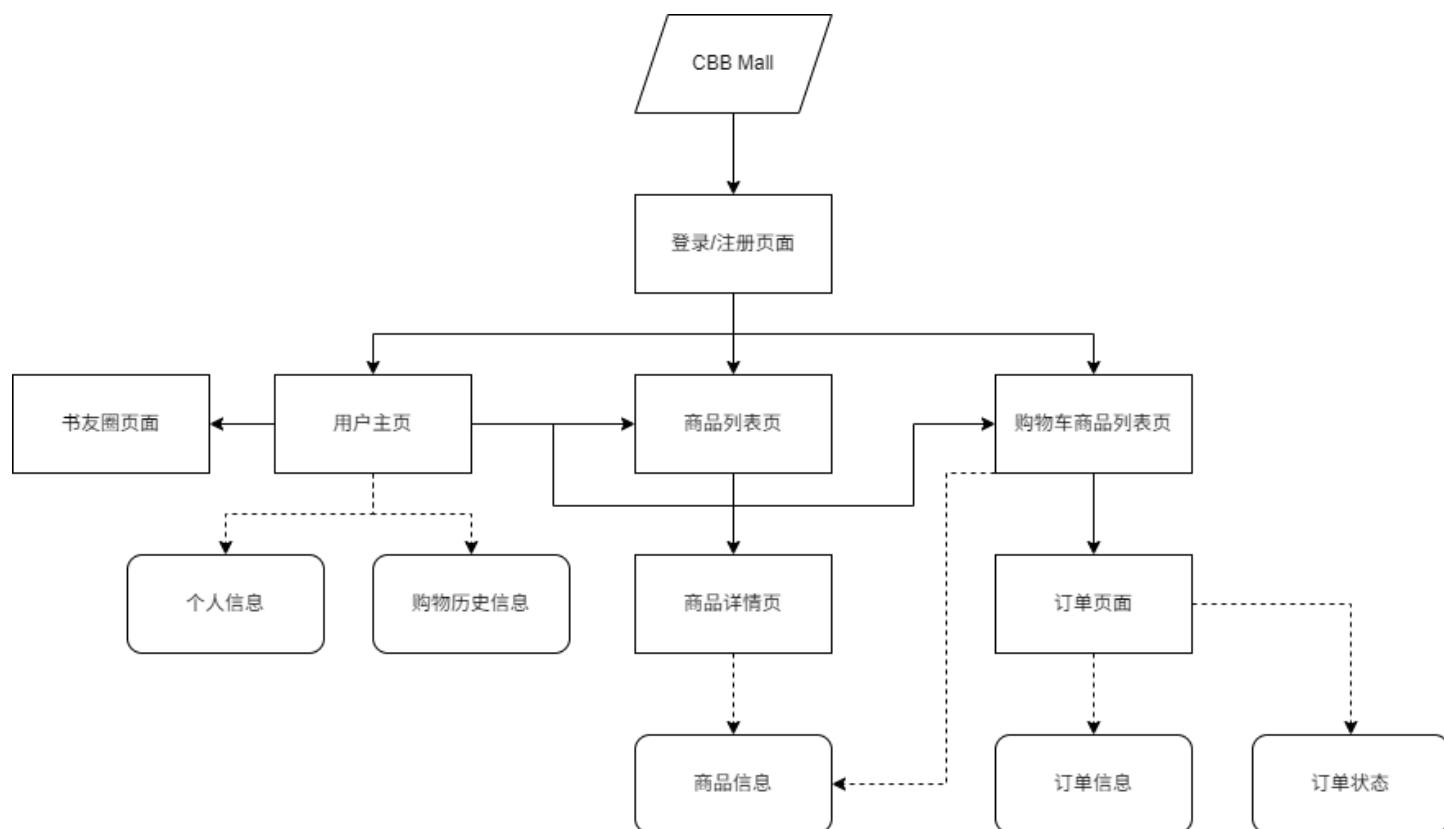 CBB Mall
登录/注册页面
书友圈页面
用户主页
商品列表页
购物车商品列表页
个人信息
购物历史信息
商品详情页
订单页面
商品信息
订单信息
订单状态